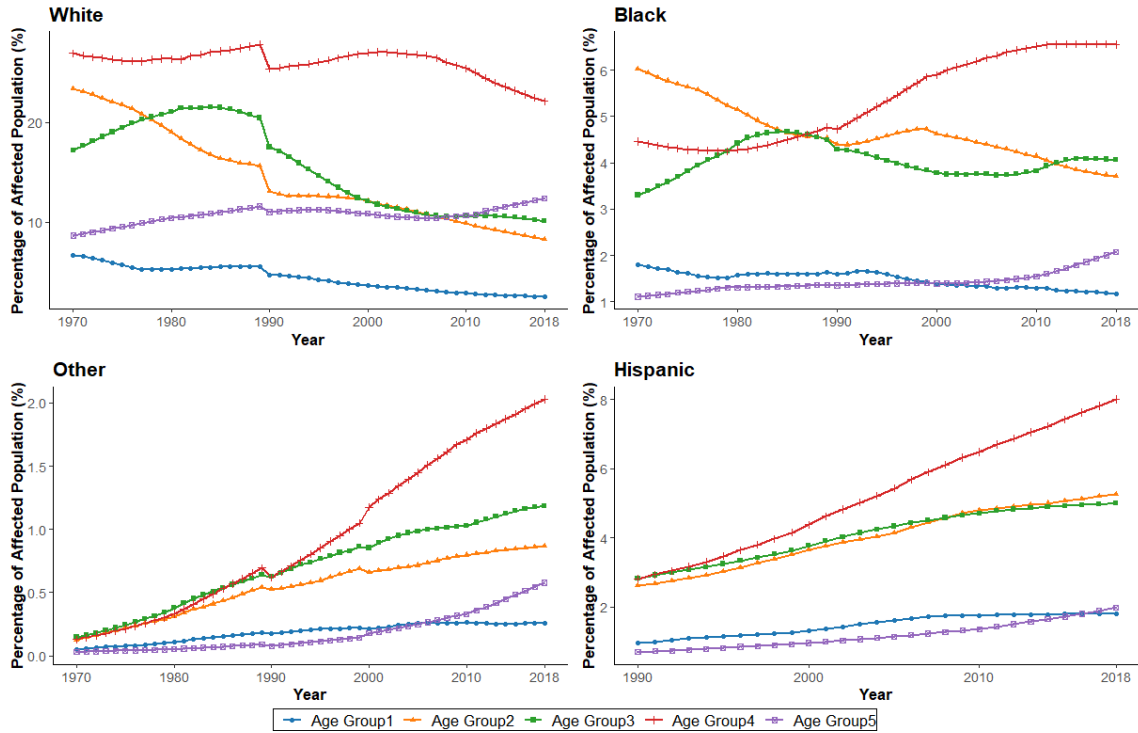 White
Percentage of Affected Population (%)
20
10
1970 1980 1990 2000 2010 2018
Year
Black
Percentage of Affected Population (%)
6
5
4
3
2
1
1970 1980 1990 2000 2010 2018
Year
Other
Percentage of Affected Population (%)
2.0
1.5
1.0
0.5
0.0
1970 1980 1990 2000 2010 2018
Year
Hispanic
Percentage of Affected Population (%)
8
6
4
2
1990 2000 2010 2018
Year
Age Group1 Age Group2 Age Group3 Age Group4 Age Group5